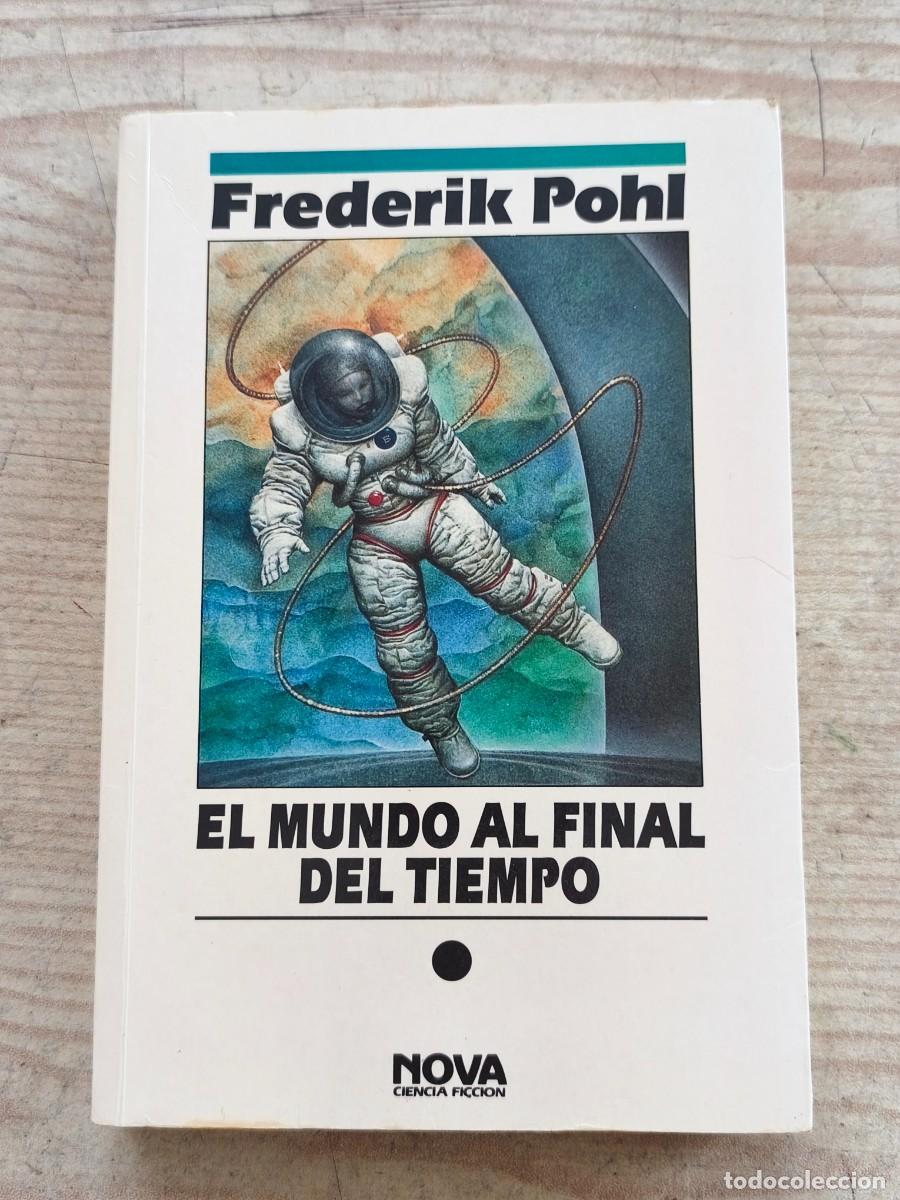 Frederik Pohl
EL MUNDO AL FINAL
DEL TIEMPO
NOVA
CIENCIA FICCION
todocoleccion